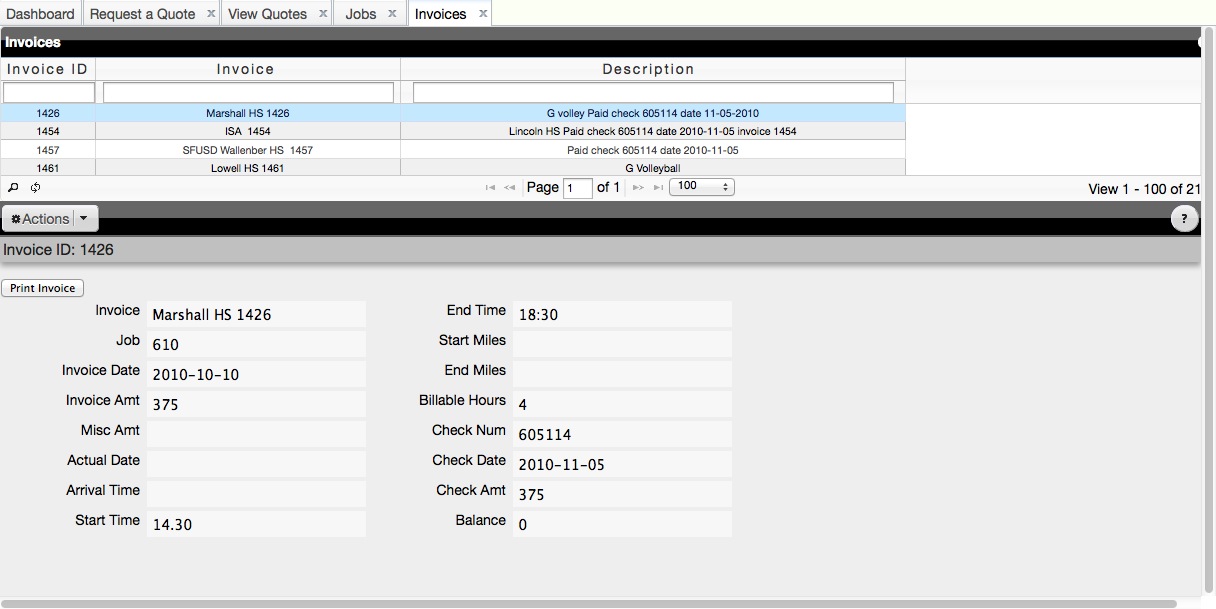 Dashboard Request a Quote x View Quotes x Jobs x Invoices x
Invoices
Invoice ID Invoice Description
1426 Marshall HS 1426 G volley Paid check 605114 date 11-05-2010
1454 ISA 1454 Lincoln HS Paid check 605114 date 2010-11-05 invoice 1454
1457 SFUSD Wallenber HS 1457 Paid check 605114 date 2010-11-05
1461 Lowell HS 1461 G Volleyball
Page 1 of 1 100 View 1 - 100 of 21
Actions ?
Invoice ID: 1426
Print Invoice
Invoice Marshall HS 1426 End Time 18:30
Job 610 Start Miles
Invoice Date 2010-10-10 End Miles
Invoice Amt 375 Billable Hours 4
Misc Amt Check Num 605114
Actual Date Check Date 2010-11-05
Arrival Time Check Amt 375
Start Time 14.30 Balance 0